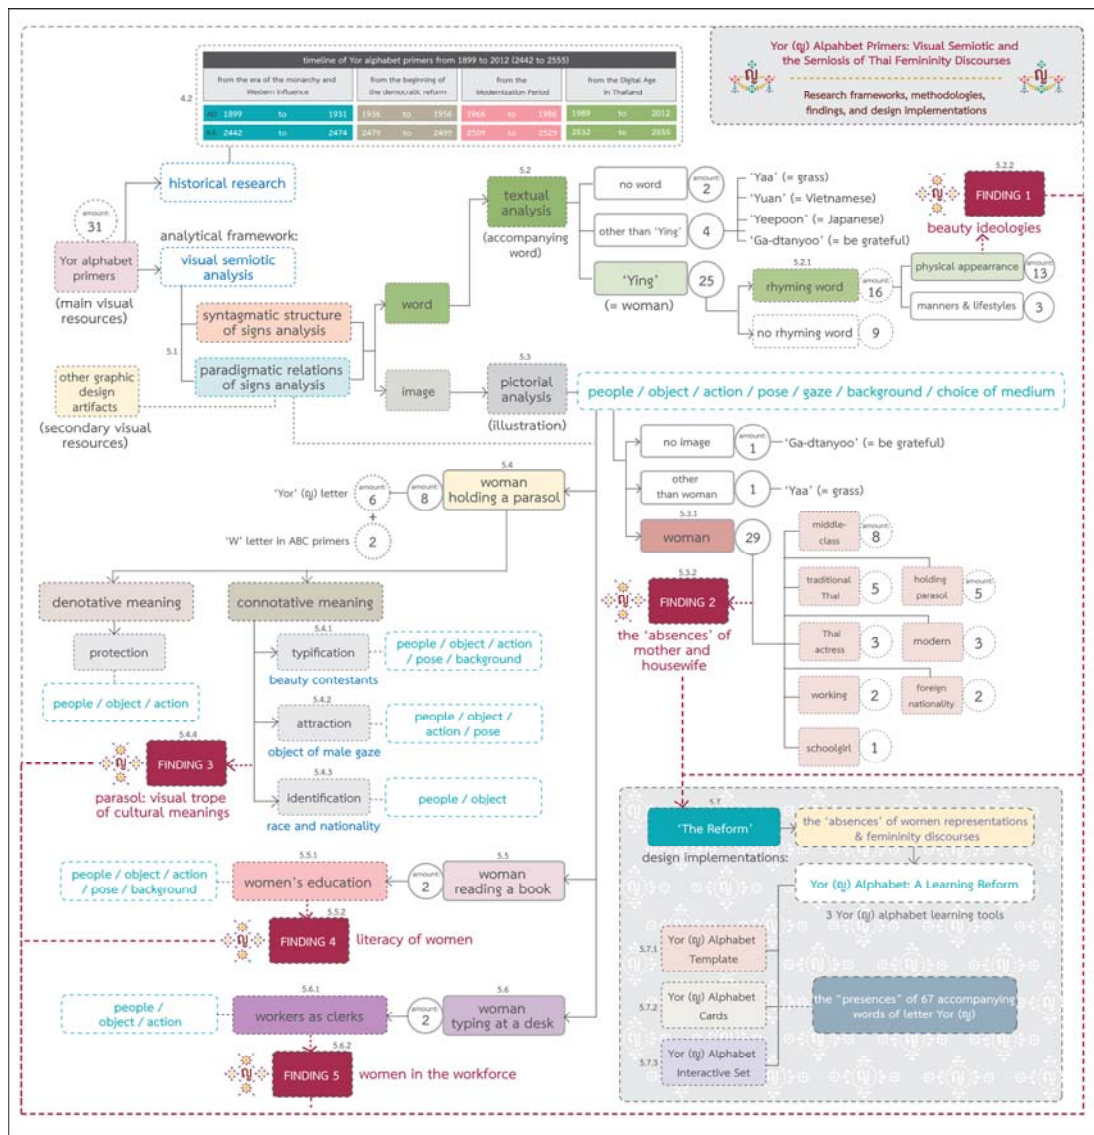 Yor (ญ) Alpahbet Primers: Visual Semiotic and
the Semiosis of Thai Femininity Discourses
Research frameworks, methodologies,
findings, and design implementations
timeline of Yor alphabet primers from 1899 to 2012 (2442 to 2555)
from the era of the monarchy and
Western Influence
from the beginning of
the democratic reform
from the
Modernization Period
from the Digital Age
in Thailand
4.2
1899 to 1931
1936 to 1956
1966 to 1986
1989 to 2012
2442 to 2474
2479 to 2499
2509 to 2529
2532 to 2555
historical research
amount:
31
Yor alphabet
primers
(main visual
resources)
analytical framework:
visual semiotic
analysis
syntagmatic structure
of signs analysis
5.1
paradigmatic relations
of signs analysis
other graphic
design
artifacts
(secondary visual
resources)
word
image
5.2
textual
analysis
(accompanying
word)
no word
amount:
2
other than 'Ying'
4
'Yaa' (= grass)
'Yuan' (= Vietnamese)
'Yeepoon' (= Japanese)
'Ga-dtanyoo' (= be grateful)
'Ying'
25
(= woman)
5.2.1
rhyming word
amount:
16
no rhyming word
9
physical appearance
amount:
13
manners & lifestyles
3
5.2.2
ญ
FINDING 1
beauty ideologies
5.3
pictorial
analysis
(illustration)
people / object / action / pose / gaze / background / choice of medium
no image
amount:
1
'Ga-dtanyoo' (= be grateful)
other
than woman
1
'Yaa' (= grass)
5.3.1
woman
29
middle-
class
amount:
8
traditional
Thai
5
holding
parasol
amount:
5
Thai
actress
3
modern
3
working
2
foreign
nationality
2
schoolgirl
1
5.3.2
ญ
FINDING 2
the 'absences' of
mother and
housewife
5.4
woman
holding a parasol
amount:
8
'Yor' (ญ) letter
amount:
6
+
'W' letter in ABC primers
2
denotative meaning
protection
people / object / action
connotative meaning
5.4.1
typification
beauty contestants
people / object / action
/ pose / background
5.4.2
attraction
object of male gaze
people / object /
action / pose
5.4.3
identification
race and nationality
people / object
5.4.4
ญ
FINDING 3
parasol: visual trope
of cultural meanings
5.5
woman
reading a book
amount:
2
5.5.1
women's education
people / object / action
/ pose / background
5.5.2
ญ
FINDING 4
literacy of women
5.6
woman
typing at a desk
amount:
2
5.6.1
workers as clerks
people /
object / action
5.6.2
ญ
FINDING 5
women in the workforce
5.7
'The Reform'
the 'absences' of women representations
& femininity discourses
design implementations:
Yor (ญ) Alphabet: A Learning Reform
3 Yor (ญ) alphabet learning tools
5.7.1
Yor (ญ) Alphabet
Template
5.7.2
Yor (ญ) Alphabet
Cards
5.7.3
Yor (ญ) Alphabet
Interactive Set
the "presences" of 67 accompanying
words of letter Yor (ญ)